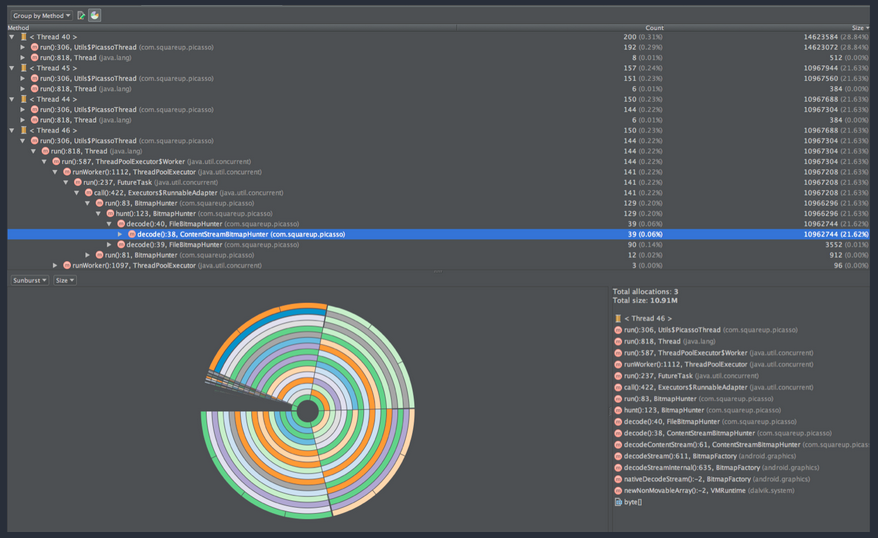 Group by Method
Method Count Size
< Thread 40 > 200 (0.31%) 14623584 (28.84%)
run():306, Utils$PicassoThread (com.squareup.picasso) 192 (0.29%) 14623072 (28.84%)
run():818, Thread (java.lang) 8 (0.01%) 512 (0.00%)
< Thread 45 > 157 (0.24%) 10967944 (21.63%)
run():306, Utils$PicassoThread (com.squareup.picasso) 151 (0.23%) 10967560 (21.63%)
run():818, Thread (java.lang) 6 (0.01%) 384 (0.00%)
< Thread 44 > 150 (0.23%) 10967688 (21.63%)
run():306, Utils$PicassoThread (com.squareup.picasso) 144 (0.22%) 10967304 (21.63%)
run():818, Thread (java.lang) 6 (0.01%) 384 (0.00%)
< Thread 46 > 150 (0.23%) 10967688 (21.63%)
run():306, Utils$PicassoThread (com.squareup.picasso) 144 (0.22%) 10967304 (21.63%)
run():818, Thread (java.lang) 144 (0.22%) 10967304 (21.63%)
run():587, ThreadPoolExecutor$Worker (java.util.concurrent) 144 (0.22%) 10967304 (21.63%)
runWorker():1112, ThreadPoolExecutor (java.util.concurrent) 141 (0.22%) 10967208 (21.63%)
run():237, FutureTask (java.util.concurrent) 141 (0.22%) 10967208 (21.63%)
call():422, Executors$RunnableAdapter (java.util.concurrent) 141 (0.22%) 10967208 (21.63%)
run():83, BitmapHunter (com.squareup.picasso) 129 (0.20%) 10966296 (21.63%)
hunt():123, BitmapHunter (com.squareup.picasso) 129 (0.20%) 10966296 (21.63%)
decode():40, FileBitmapHunter (com.squareup.picasso) 39 (0.06%) 10962744 (21.62%)
decode():38, ContentStreamBitmapHunter (com.squareup.picasso) 39 (0.06%) 10962744 (21.62%)
decode():39, FileBitmapHunter (com.squareup.picasso) 90 (0.14%) 3552 (0.01%)
run():81, BitmapHunter (com.squareup.picasso) 12 (0.02%) 912 (0.00%)
runWorker():1097, ThreadPoolExecutor (java.util.concurrent) 3 (0.00%) 96 (0.00%)
Sunburst Size
Total allocations: 3
Total size: 10.91M
< Thread 46 >
run():306, Utils$PicassoThread (com.squareup.picasso)
run():818, Thread (java.lang)
run():587, ThreadPoolExecutor$Worker (java.util.concurrent)
runWorker():1112, ThreadPoolExecutor (java.util.concurrent)
run():237, FutureTask (java.util.concurrent)
call():422, Executors$RunnableAdapter (java.util.concurrent)
run():83, BitmapHunter (com.squareup.picasso)
hunt():123, BitmapHunter (com.squareup.picasso)
decode():40, FileBitmapHunter (com.squareup.picasso)
decode():38, ContentStreamBitmapHunter (com.squareup.picasso)
decodeContentStream():61, ContentStreamBitmapHunter (com.squareup.picas
decodeStream():611, BitmapFactory (android.graphics)
decodeStreamInternal():635, BitmapFactory (android.graphics)
nativeDecodeStream():-2, BitmapFactory (android.graphics)
newNonMovableArray():-2, VMRuntime (dalvik.system)
byte[]